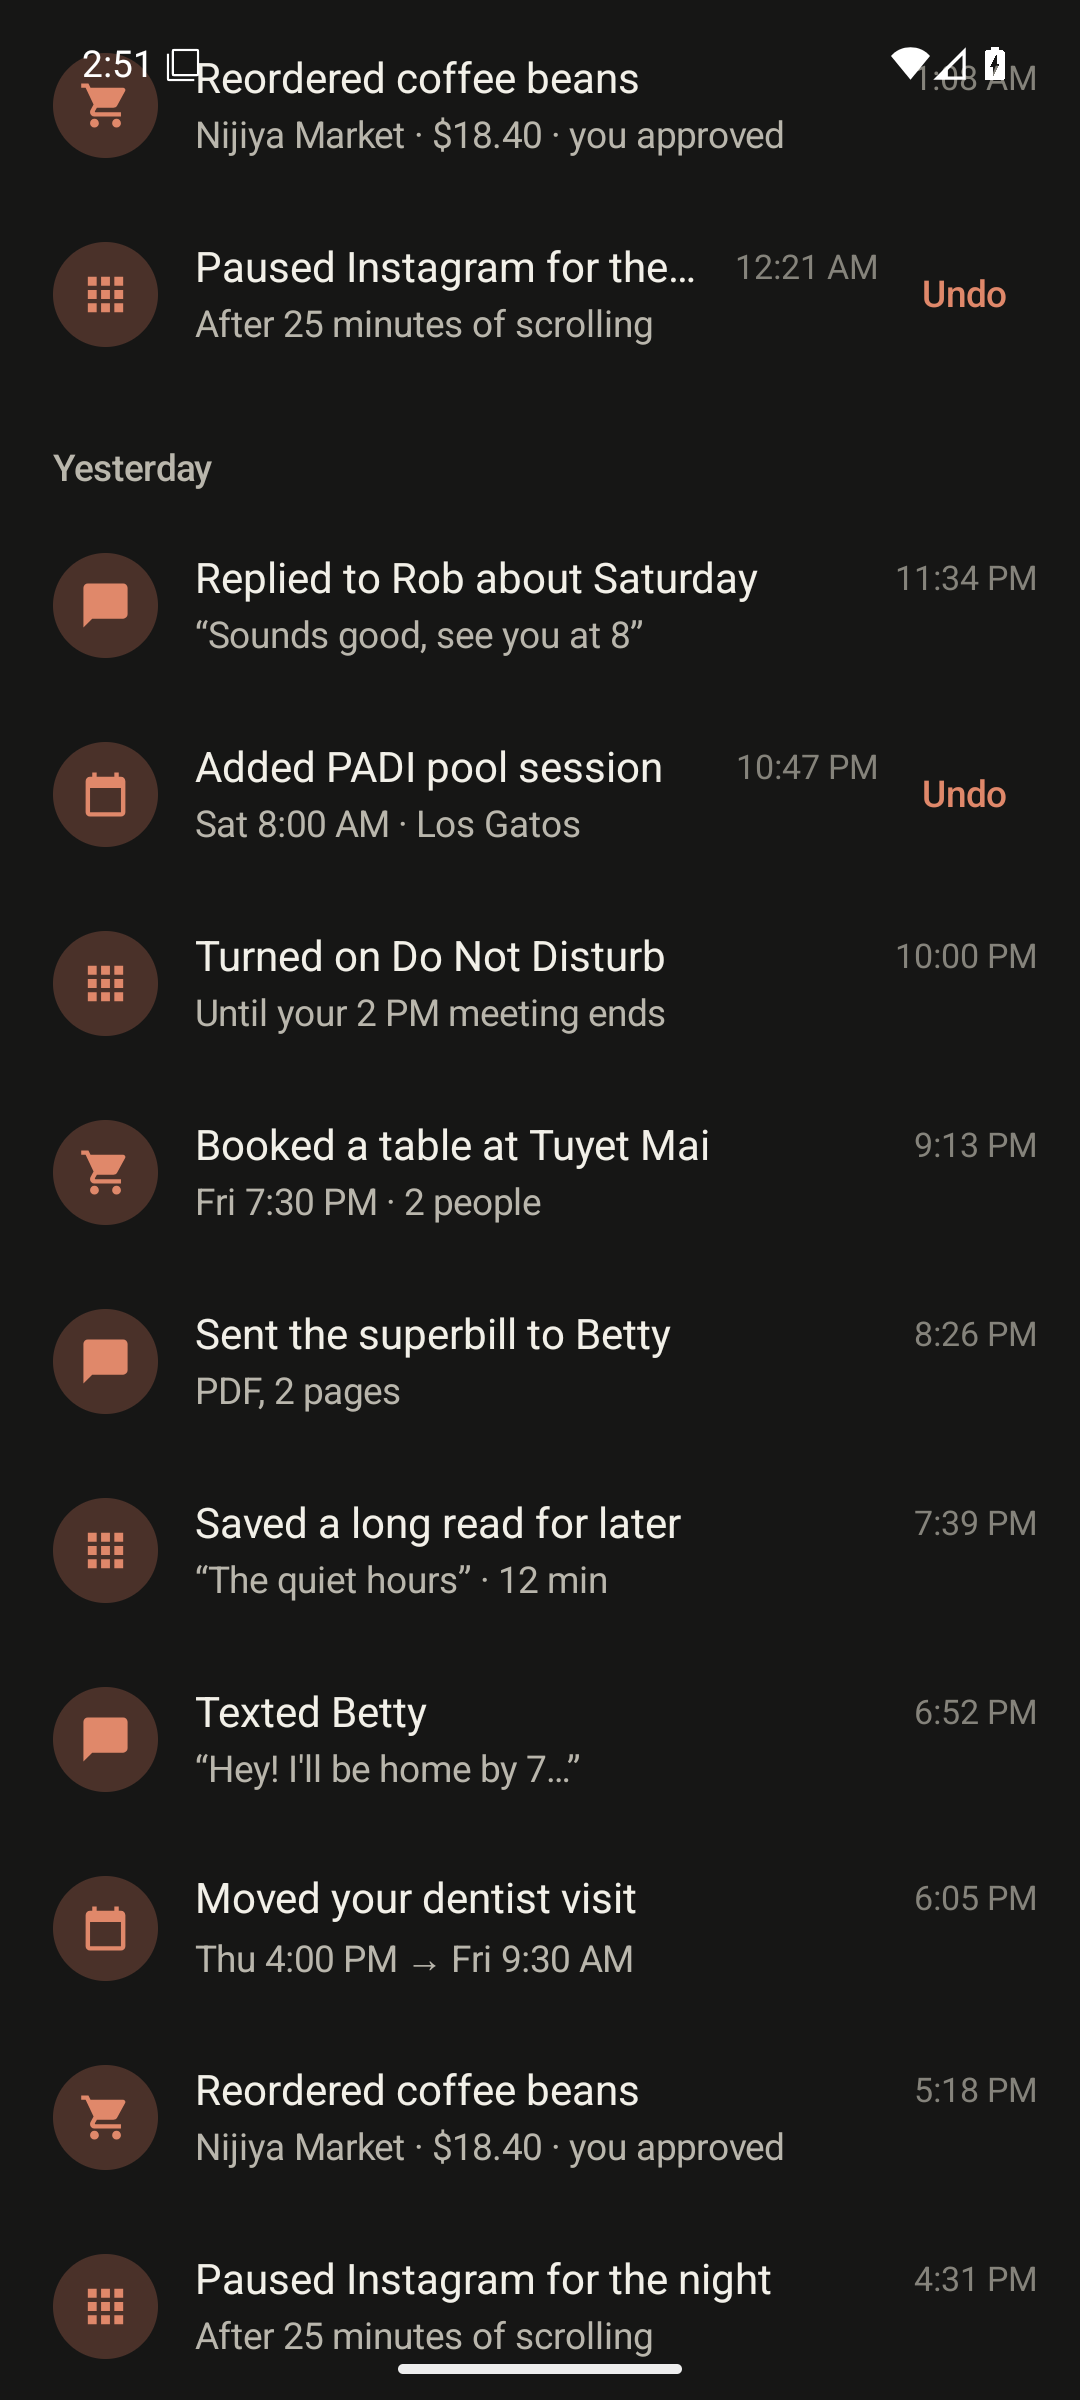 2:51
Reordered coffee beans
1:08 AM
Nijiya Market · $18.40 · you approved
Paused Instagram for the…
12:21 AM
Undo
After 25 minutes of scrolling
Yesterday
Replied to Rob about Saturday
11:34 PM
“Sounds good, see you at 8”
Added PADI pool session
10:47 PM
Undo
Sat 8:00 AM · Los Gatos
Turned on Do Not Disturb
10:00 PM
Until your 2 PM meeting ends
Booked a table at Tuyet Mai
9:13 PM
Fri 7:30 PM · 2 people
Sent the superbill to Betty
8:26 PM
PDF, 2 pages
Saved a long read for later
7:39 PM
“The quiet hours” · 12 min
Texted Betty
6:52 PM
“Hey! I'll be home by 7…”
Moved your dentist visit
6:05 PM
Thu 4:00 PM → Fri 9:30 AM
Reordered coffee beans
5:18 PM
Nijiya Market · $18.40 · you approved
Paused Instagram for the night
4:31 PM
After 25 minutes of scrolling